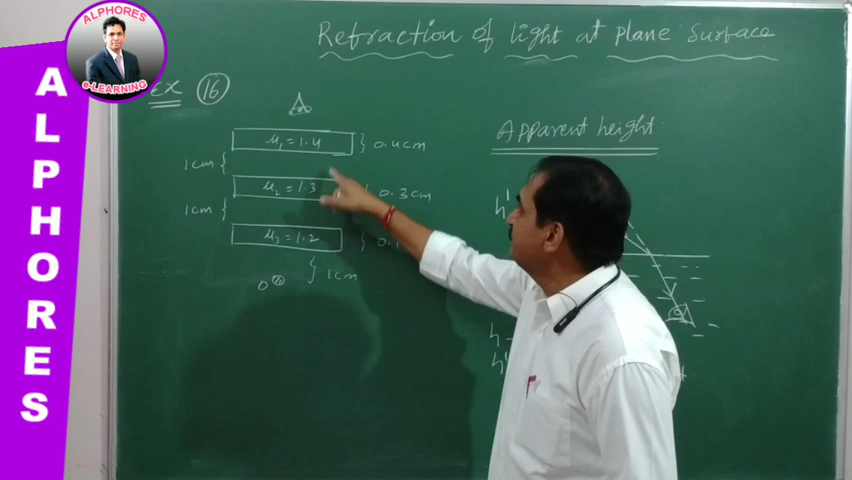 ALPHORES
e-LEARNING
ALPHORES
Refraction of light at plane surface
Ex 16
μ₁ = 1.4 } 0.4cm
1cm {
μ₂ = 1.3 } 0.3cm
1cm {
μ₃ = 1.2 }
O } 1cm
Apparent height
h'
h
h'